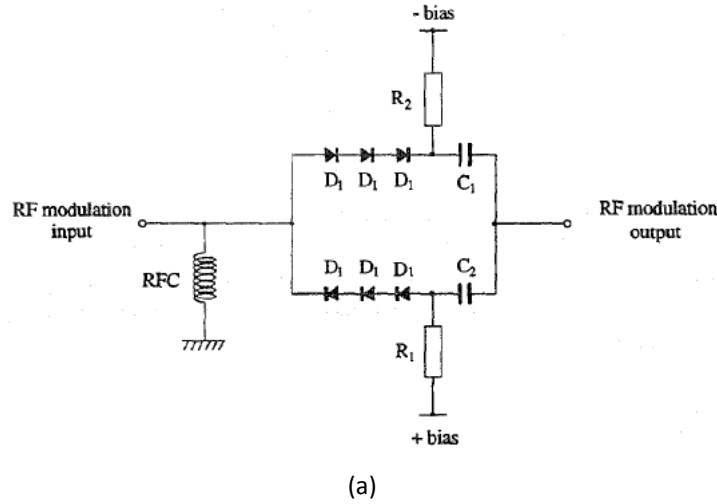 - bias
R2
D1 D1 D1 C1
RF modulation
input
RF modulation
output
RFC
D1 D1 D1 C2
R1
+ bias
(a)